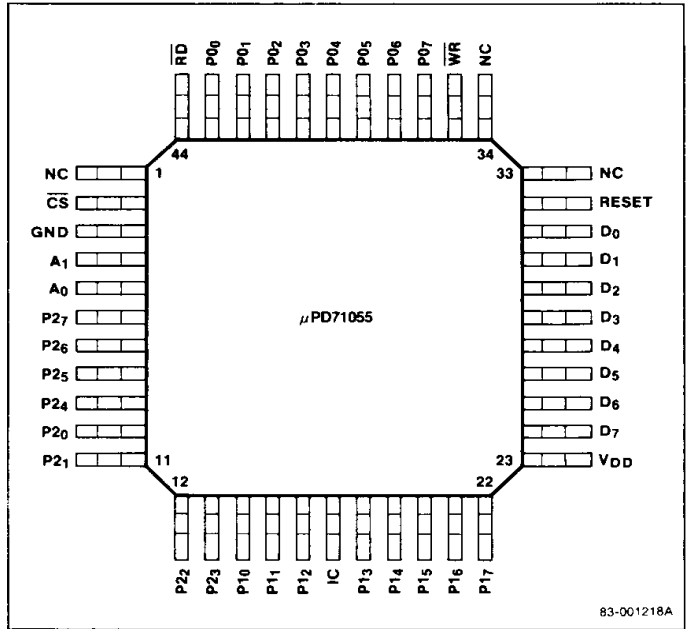 RD P0₀ P0₁ P0₂ P0₃ P0₄ P0₅ P0₆ P0₇ WR NC
44 34
NC 1 33 NC
CS RESET
GND D₀
A₁ D₁
A₀ D₂
P2₇ μPD71055 D₃
P2₆ D₄
P2₅ D₅
P2₄ D₆
P2₀ D₇
P2₁ 11 23 VDD
12 22
P2₂ P2₃ P1₀ P1₁ P1₂ IC P1₃ P1₄ P1₅ P1₆ P1₇
83-001218A